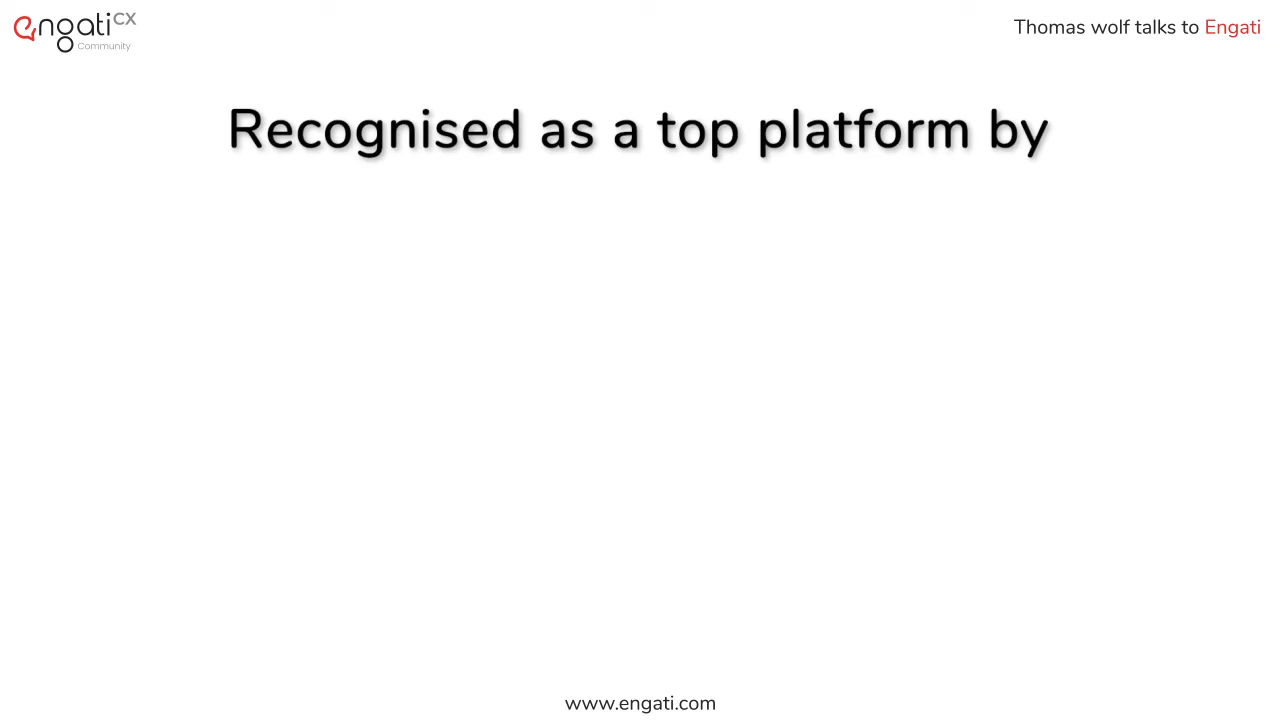 engati CX
Community
Thomas wolf talks to Engati
Recognised as a top platform by
www.engati.com